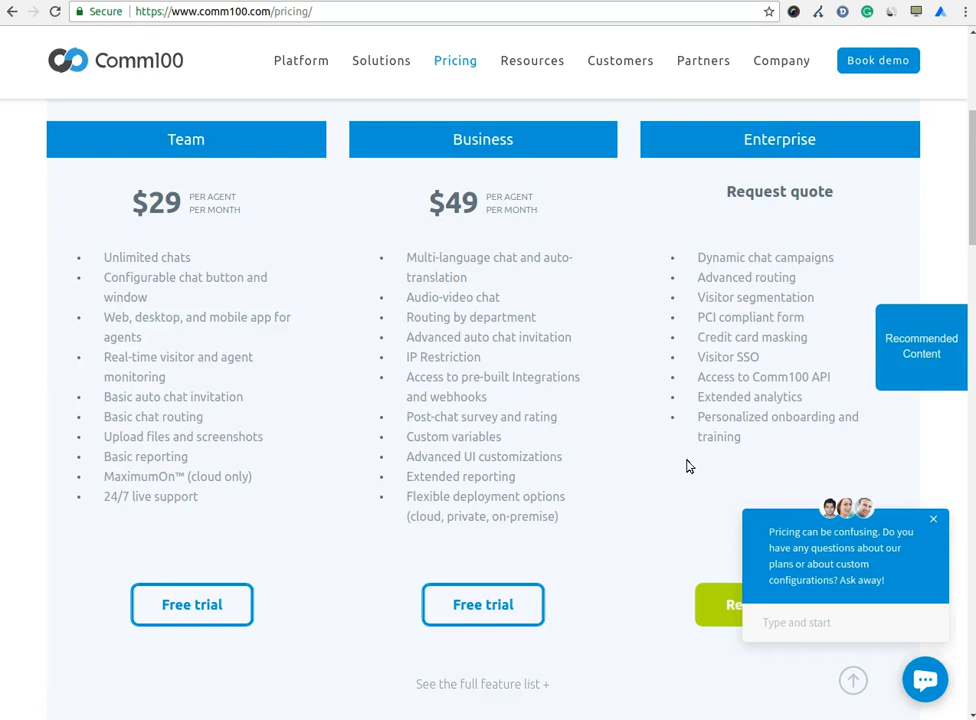 Secure https://www.comm100.com/pricing/
Comm100
Platform Solutions Pricing Resources Customers Partners Company Book demo
Team
$29 PER AGENT
PER MONTH
• Unlimited chats
• Configurable chat button and
window
• Web, desktop, and mobile app for
agents
• Real-time visitor and agent
monitoring
• Basic auto chat invitation
• Basic chat routing
• Upload files and screenshots
• Basic reporting
• MaximumOn™ (cloud only)
• 24/7 live support
Free trial
Business
$49 PER AGENT
PER MONTH
• Multi-language chat and auto-
translation
• Audio-video chat
• Routing by department
• Advanced auto chat invitation
• IP Restriction
• Access to pre-built Integrations
and webhooks
• Post-chat survey and rating
• Custom variables
• Advanced UI customizations
• Extended reporting
• Flexible deployment options
(cloud, private, on-premise)
Free trial
Enterprise
Request quote
• Dynamic chat campaigns
• Advanced routing
• Visitor segmentation
• PCI compliant form
• Credit card masking
• Visitor SSO
• Access to Comm100 API
• Extended analytics
• Personalized onboarding and
training
Recommended
Content
Pricing can be confusing. Do you
have any questions about our
plans or about custom
configurations? Ask away!
Type and start
See the full feature list +